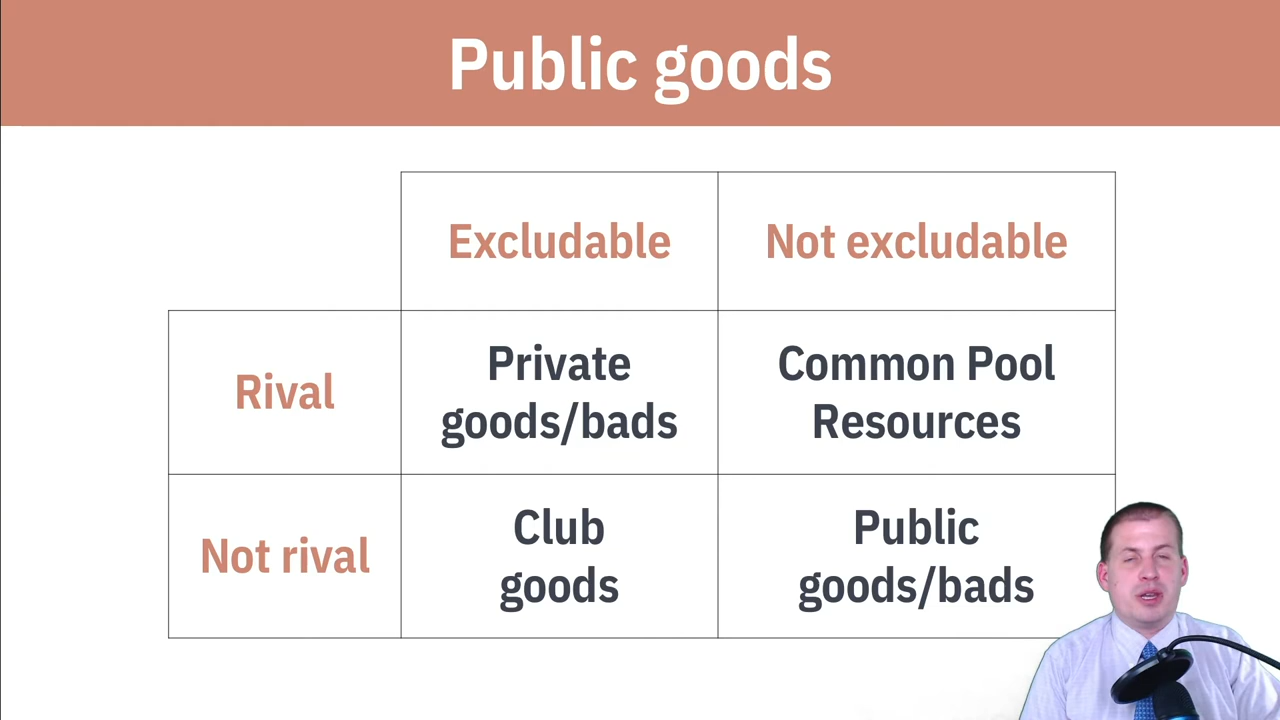 Public goods
Excludable
Not excludable
Rival
Private
goods/bads
Common Pool
Resources
Not rival
Club
goods
Public
goods/bads